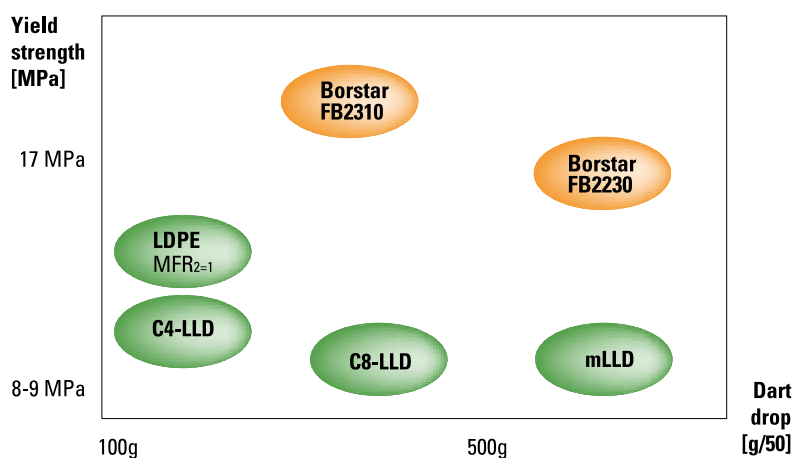 Yield
strength
[MPa]
Borstar
FB2310
17 MPa
Borstar
FB2230
LDPE
MFR2=1
C4-LLD
C8-LLD
mLLD
8-9 MPa
Dart
drop
[g/50]
100g
500g